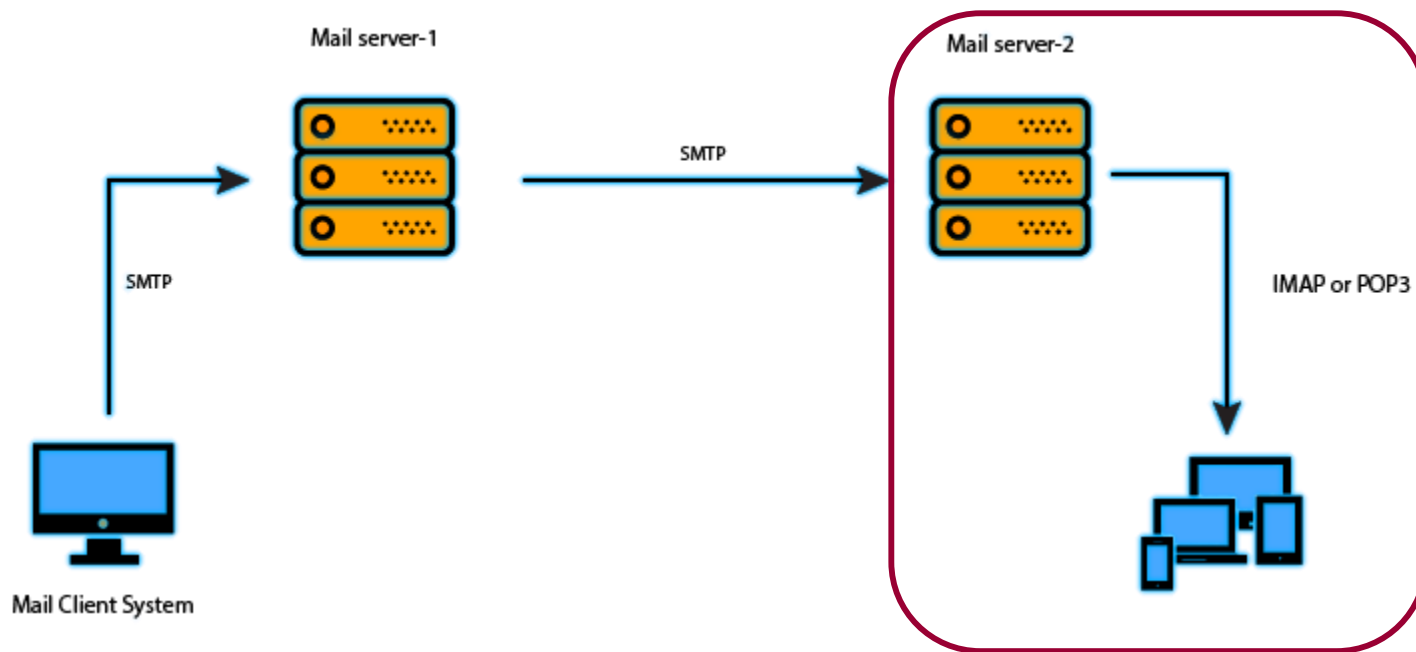 Mail server-1
Mail server-2
SMTP
SMTP
IMAP or POP3
Mail Client System